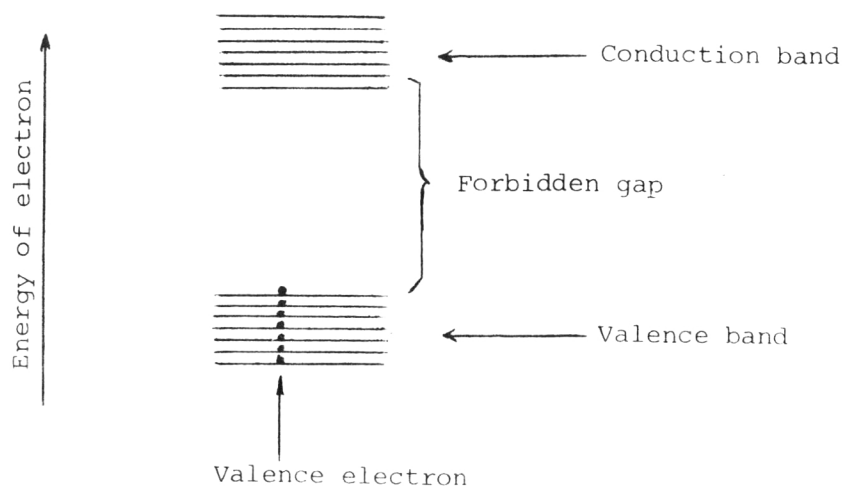 Conduction band
Energy of electron
Forbidden gap
Valence band
Valence electron